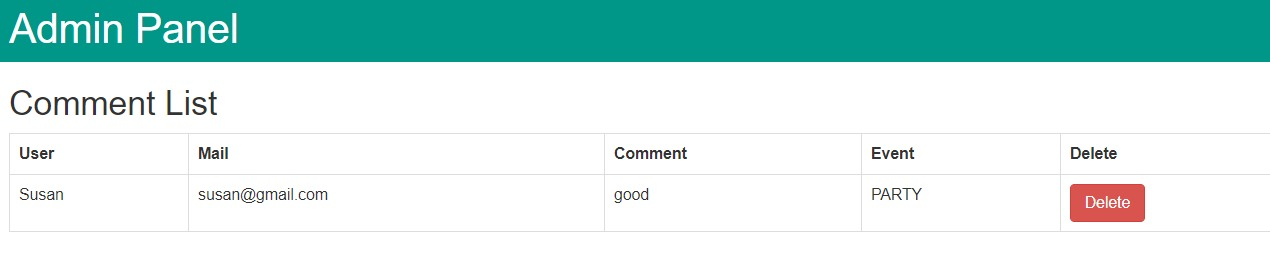 Admin Panel
Comment List
User Mail Comment Event Delete
Susan susan@gmail.com good PARTY Delete